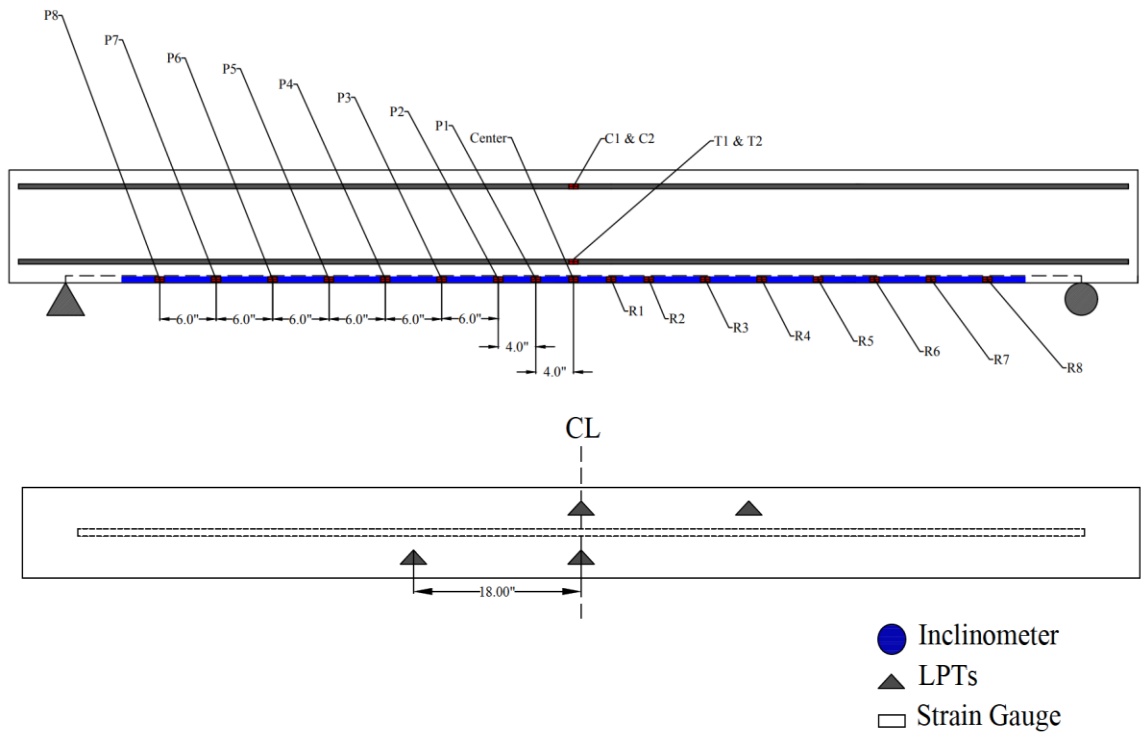 P8
P7
P6
P5
P4
P3
P2
P1
Center
C1 & C2
T1 & T2
6.0"
6.0"
6.0"
6.0"
6.0"
6.0"
4.0"
4.0"
R1
R2
R3
R4
R5
R6
R7
R8
CL
18.00"
Inclinometer
LPTs
Strain Gauge